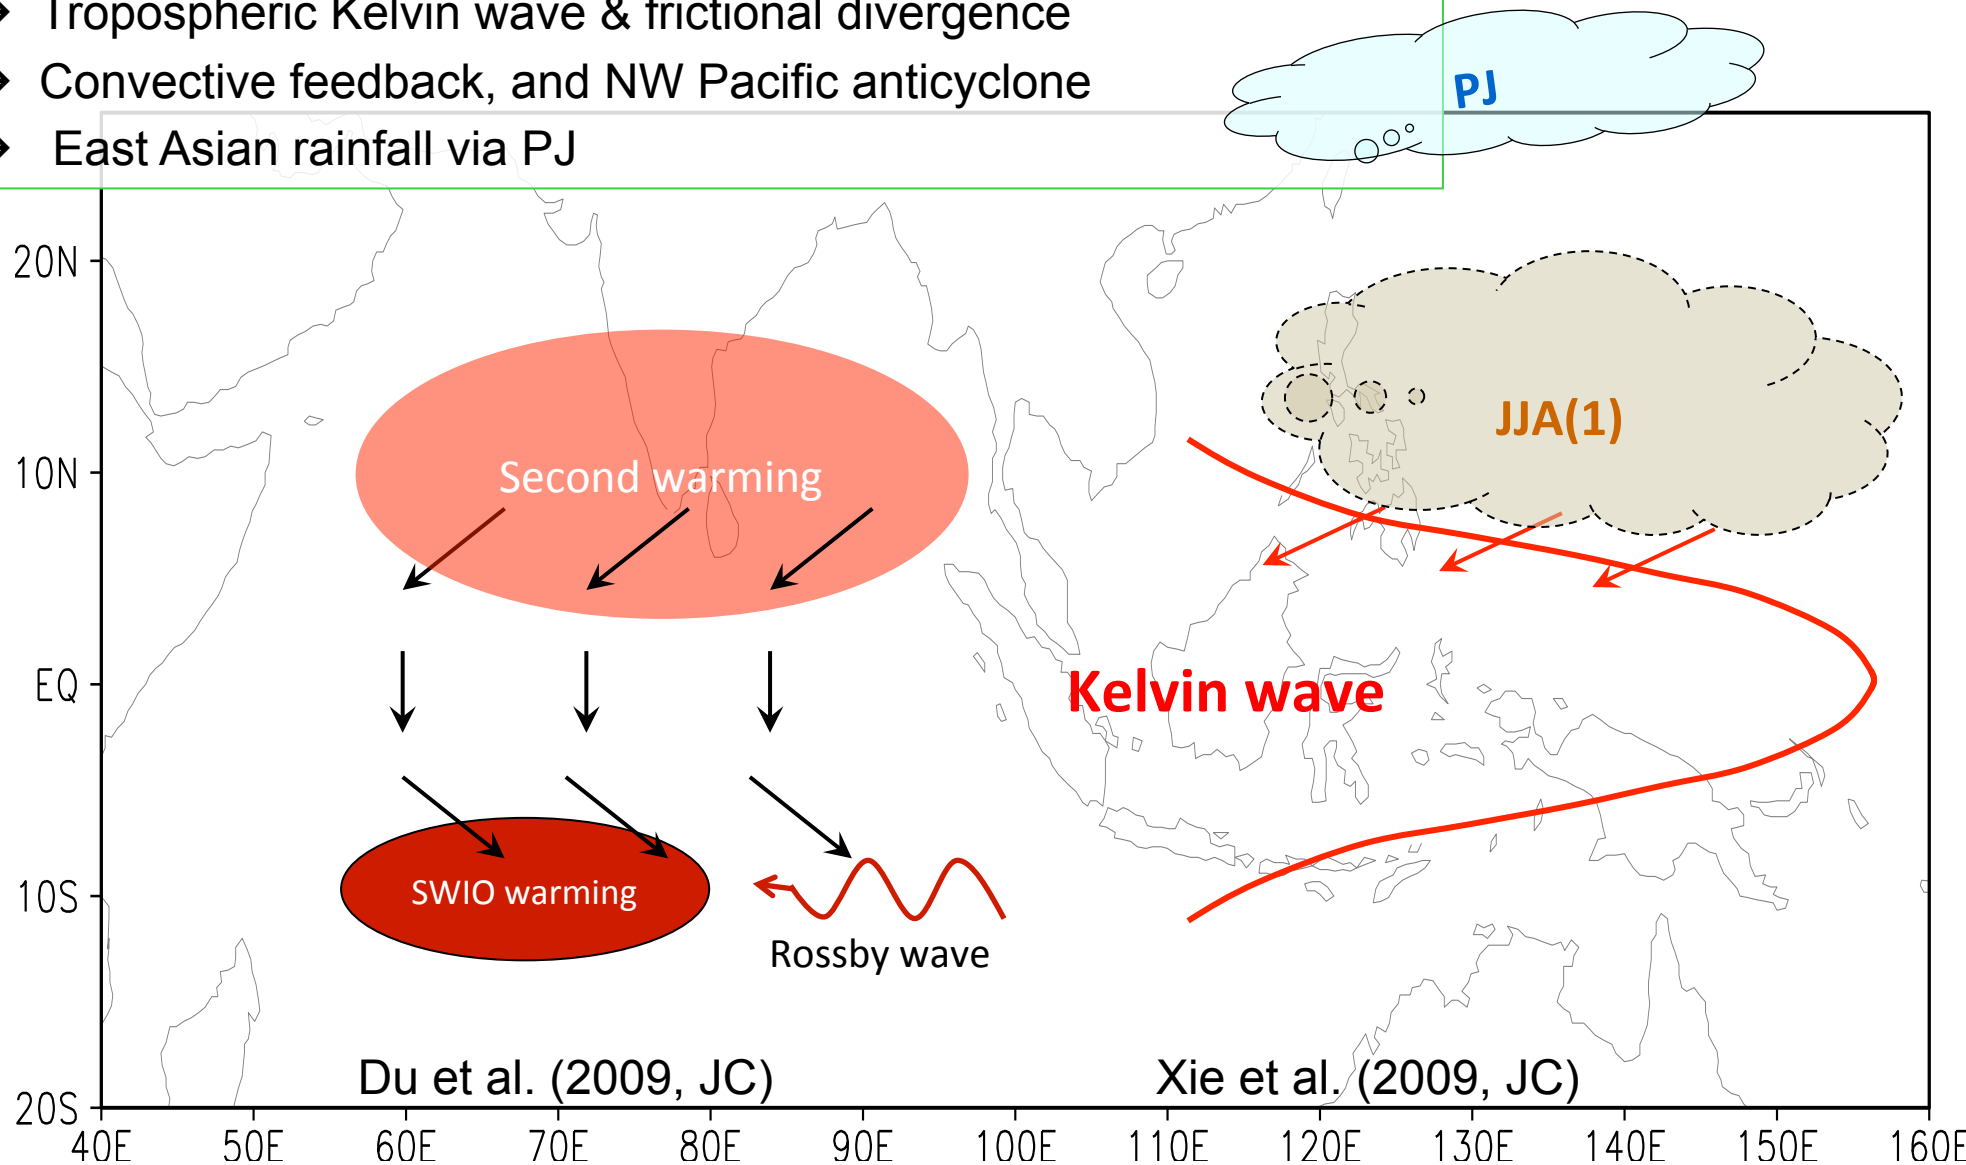 Tropospheric Kelvin wave & frictional divergence
Convective feedback, and NW Pacific anticyclone
East Asian rainfall via PJ
PJ
20N
JJA(1)
10N
Second warming
EQ
Kelvin wave
10S
SWIO warming
Rossby wave
Du et al. (2009, JC)
Xie et al. (2009, JC)
20S
40E 50E 60E 70E 80E 90E 100E 110E 120E 130E 140E 150E 160E